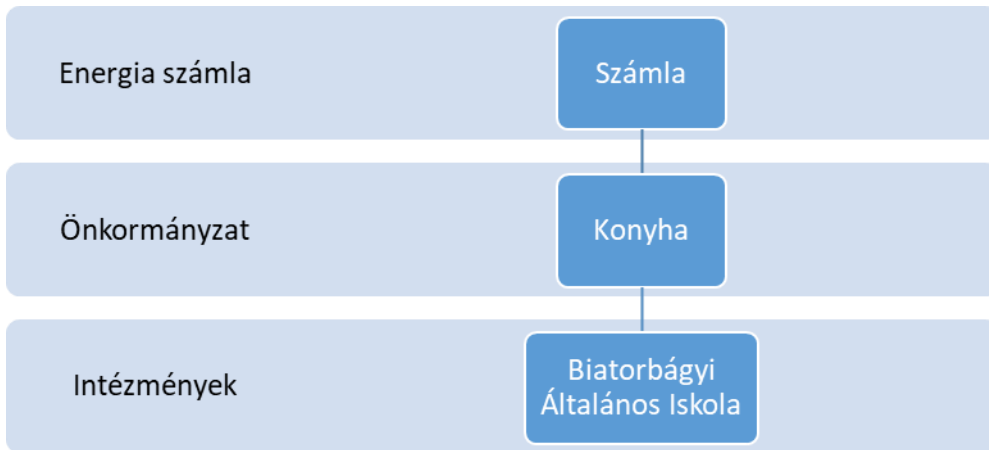 Energia számla
Számla
Önkormányzat
Konyha
Intézmények
Biatorbágyi
Általános Iskola